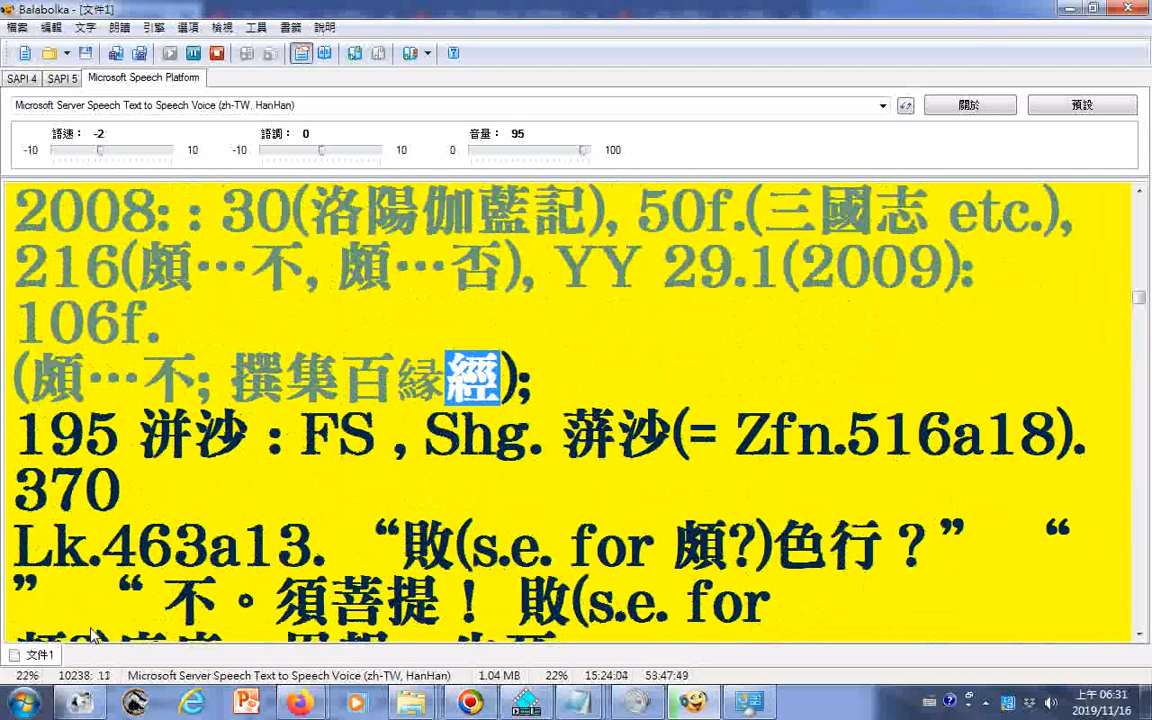 Balabolka - [文件1]
檔案 編輯 文字 朗讀 引擎 選項 檢視 工具 書籤 說明
SAPI 4 SAPI 5 Microsoft Speech Platform
Microsoft Server Speech Text to Speech Voice (zh-TW, HanHan) 關於 預設
語速： -2 語調： 0 音量： 95
-10 10 -10 10 0 100
2008: : 30(洛陽伽藍記), 50f.(三國志 etc.),
216(頗…不, 頗…否), YY 29.1(2009):
106f.
(頗…不; 撰集百縁經);
195 洴沙 : FS , Shg. 蓱沙(= Zfn.516a18).
370
Lk.463a13. “敗(s.e. for 頗?)色行？” “
” “不。須菩提！ 敗(s.e. for
文件1
22% 10238: 11 Microsoft Server Speech Text to Speech Voice (zh-TW, HanHan) 1.04 MB 22% 15:24:04 53:47:49
上午 06:31
2019/11/16